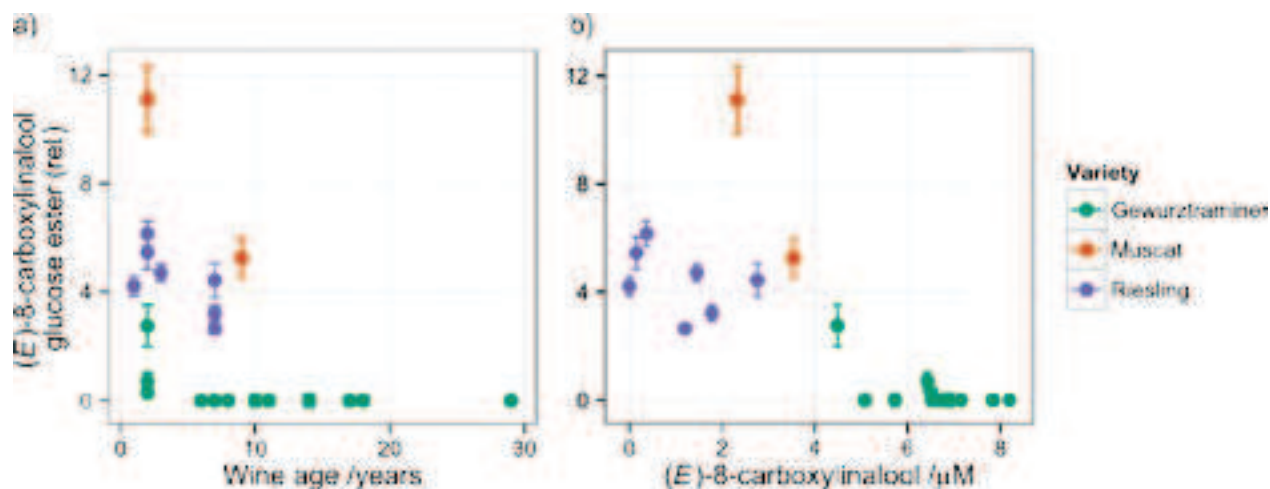 a)
b)
(E)-8-carboxylinalool
glucose ester (rel.)
12
8
4
0
0
10
20
30
Wine age /years
12
8
4
0
0
2
4
6
8
(E)-8-carboxylinalool /μM
Variety
Gewurztraminer
Muscat
Riesling